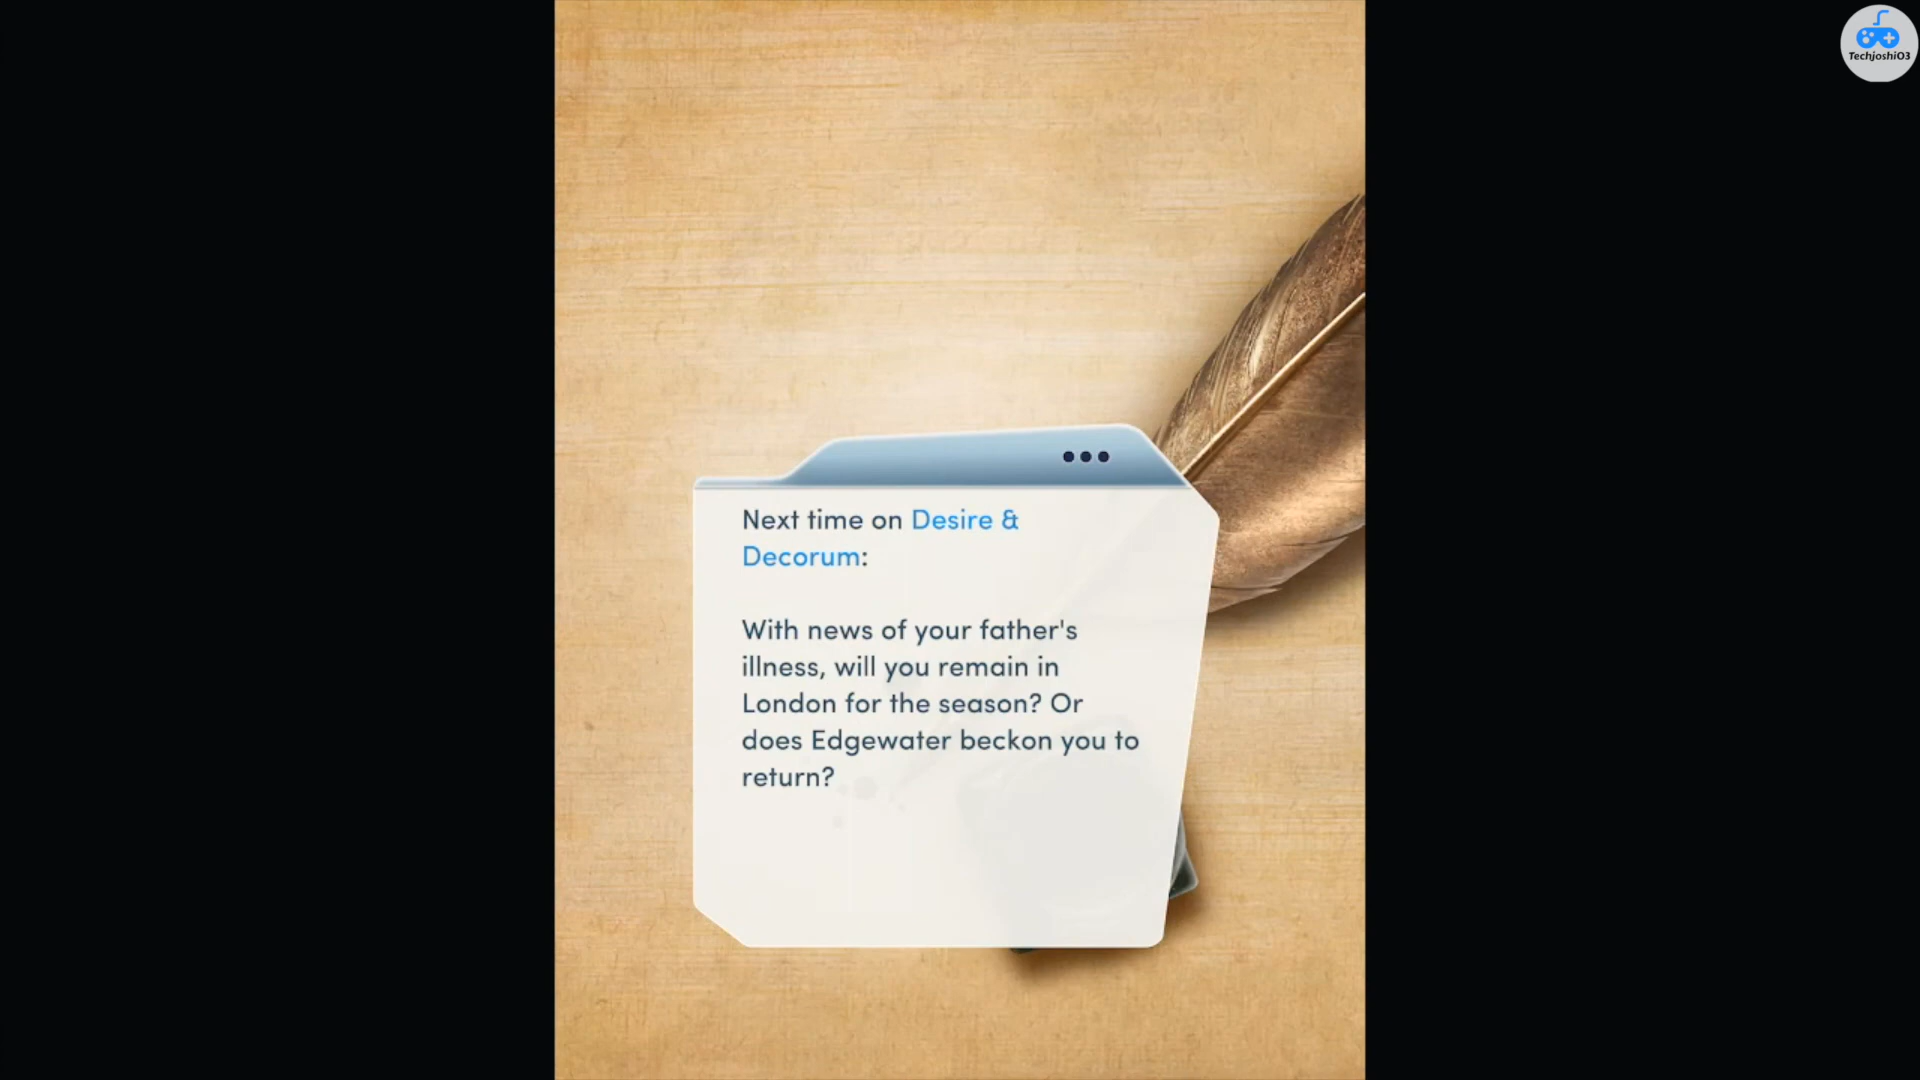 TechjoshiO3
Next time on Desire &
Decorum:
With news of your father's
illness, will you remain in
London for the season? Or
does Edgewater beckon you to
return?